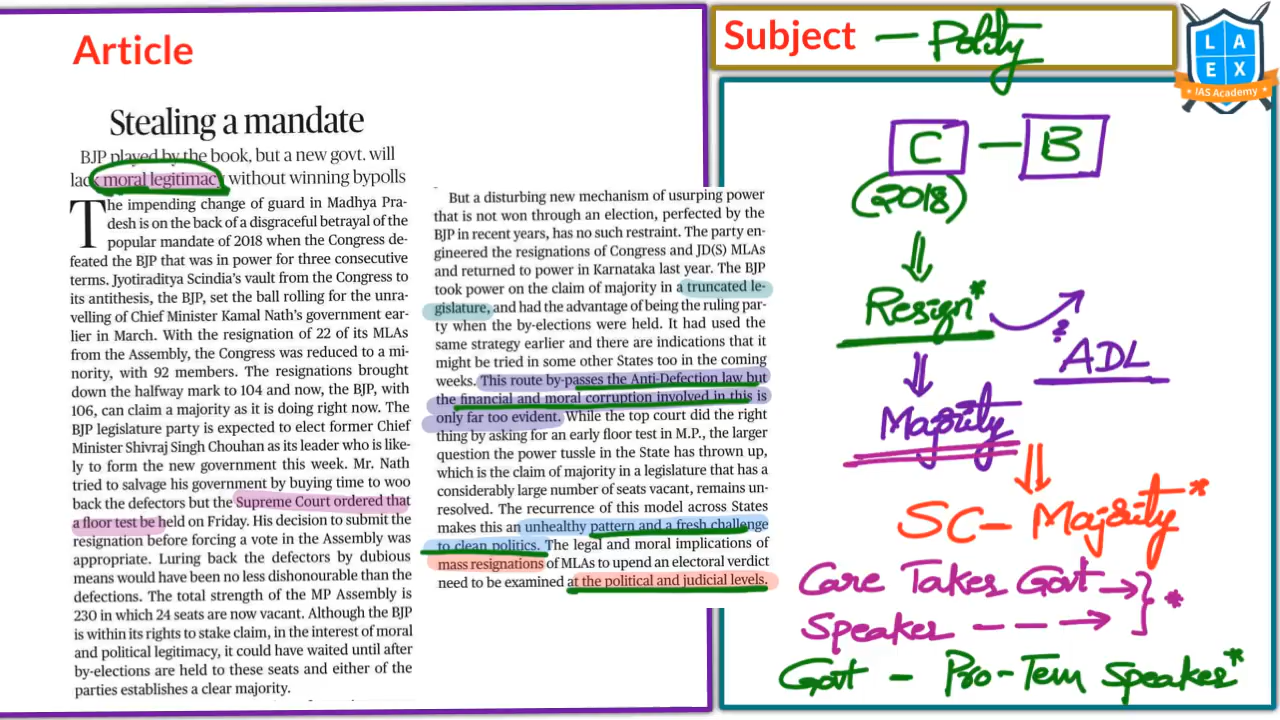 Article
Stealing a mandate
BJP played by the book, but a new govt. will
lack moral legitimacy without winning bypolls
The impending change of guard in Madhya Pra-
desh is on the back of a disgraceful betrayal of the
popular mandate of 2018 when the Congress de-
feated the BJP that was in power for three consecutive
terms. Jyotiraditya Scindia's vault from the Congress to
its antithesis, the BJP, set the ball rolling for the unra-
velling of Chief Minister Kamal Nath's government ear-
lier in March. With the resignation of 22 of its MLAs
from the Assembly, the Congress was reduced to a mi-
nority, with 92 members. The resignations brought
down the halfway mark to 104 and now, the BJP, with
106, can claim a majority as it is doing right now. The
BJP legislature party is expected to elect former Chief
Minister Shivraj Singh Chouhan as its leader who is like-
ly to form the new government this week. Mr. Nath
tried to salvage his government by buying time to woo
back the defectors but the Supreme Court ordered that
a floor test be held on Friday. His decision to submit the
resignation before forcing a vote in the Assembly was
appropriate. Luring back the defectors by dubious
means would have been no less dishonourable than the
defections. The total strength of the MP Assembly is
230 in which 24 seats are now vacant. Although the BJP
is within its rights to stake claim, in the interest of moral
and political legitimacy, it could have waited until after
by-elections are held to these seats and either of the
parties establishes a clear majority.
But a disturbing new mechanism of usurping power
that is not won through an election, perfected by the
BJP in recent years, has no such restraint. The party en-
gineered the resignations of Congress and JD(S) MLAs
and returned to power in Karnataka last year. The BJP
took power on the claim of majority in a truncated le-
gislature, and had the advantage of being the ruling par-
ty when the by-elections were held. It had used the
same strategy earlier and there are indications that it
might be tried in some other States too in the coming
weeks. This route by-passes the Anti-Defection law but
the financial and moral corruption involved in this is
only far too evident. While the top court did the right
thing by asking for an early floor test in M.P., the larger
question the power tussle in the State has thrown up,
which is the claim of majority in a legislature that has a
considerably large number of seats vacant, remains un-
resolved. The recurrence of this model across States
makes this an unhealthy pattern and a fresh challenge
to clean politics. The legal and moral implications of
mass resignations of MLAs to upend an electoral verdict
need to be examined at the political and judicial levels.
Subject - Polity
LAEX
IAS Academy
C - B
(2018)
Resign*
? ADL
Majority
SC - Majority*
Care Takes Govt → } *
Speaker - - →
Govt - Pro-Tem Speaker*